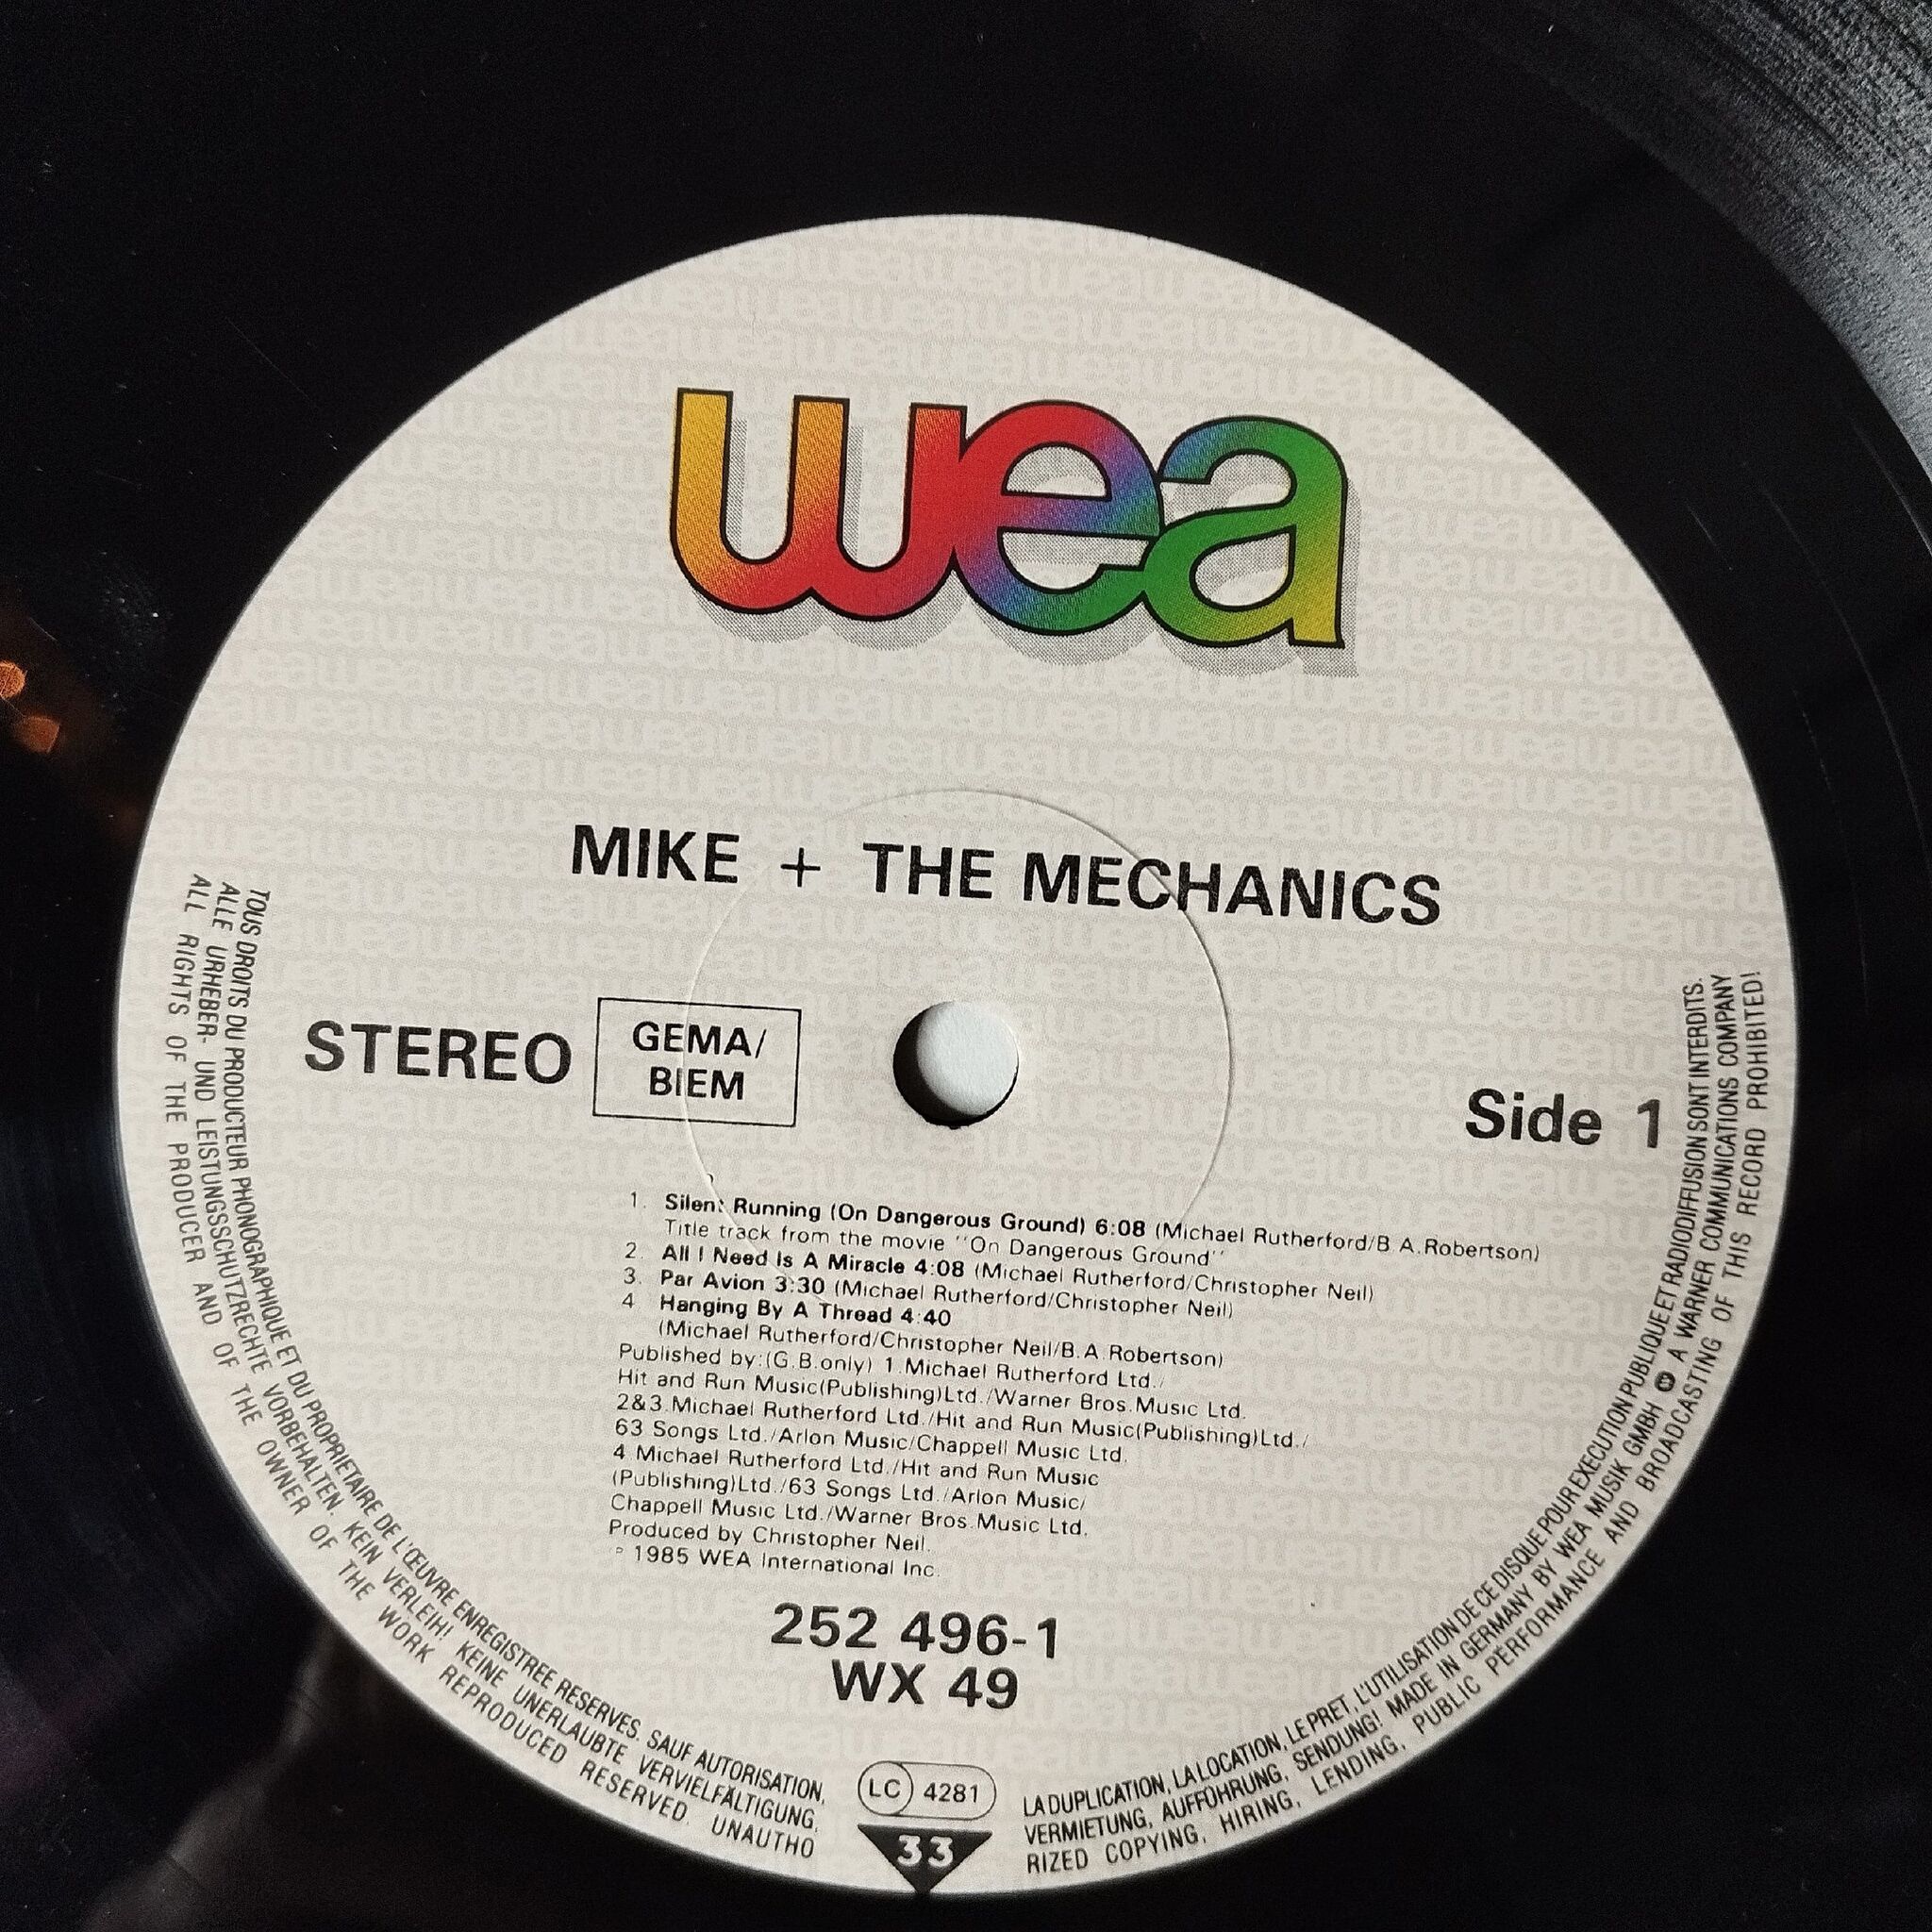 wea
MIKE + THE MECHANICS
STEREO
GEMA/
BIEM
Side 1
1. Silent Running (On Dangerous Ground) 6:08 (Michael Rutherford/B A.Robertson)
Title track from the movie ''On Dangerous Ground''
2. All I Need Is A Miracle 4:08 (Michael Rutherford/Christopher Neil)
3. Par Avion 3:30 (Michael Rutherford/Christopher Neil)
4 Hanging By A Thread 4:40
(Michael Rutherford/Christopher Neil/B.A.Robertson)
Published by:(G.B.only) 1.Michael Rutherford Ltd./
Hit and Run Music(Publishing)Ltd./Warner Bros.Music Ltd.
2&3.Michael Rutherford Ltd./Hit and Run Music(Publishing)Ltd./
63 Songs Ltd./Arlon Music/Chappell Music Ltd.
4.Michael Rutherford Ltd./Hit and Run Music
(Publishing)Ltd./63 Songs Ltd./Arlon Music/
Chappell Music Ltd./Warner Bros.Music Ltd.
Produced by Christopher Neil.
℗ 1985 WEA International Inc.
252 496-1
WX 49
LC 4281
33
TOUS DROITS DU PRODUCTEUR PHONOGRAPHIQUE ET DU PROPRIETAIRE DE L'ŒUVRE ENREGISTREE RESERVES. SAUF AUTORISATION, LA DUPLICATION, LA LOCATION, LE PRET, L'UTILISATION DE CE DISQUE POUR EXECUTION PUBLIQUE ET RADIODIFFUSION SONT INTERDITS.
ALLE URHEBER- UND LEISTUNGSSCHUTZRECHTE VORBEHALTEN. KEIN VERLEIH! KEINE UNERLAUBTE VERVIELFÄLTIGUNG, VERMIETUNG, AUFFÜHRUNG, SENDUNG! MADE IN GERMANY BY WEA MUSIK GMBH A WARNER COMMUNICATIONS COMPANY
ALL RIGHTS OF THE PRODUCER AND OF THE OWNER OF THE WORK REPRODUCED RESERVED. UNAUTHORIZED COPYING, HIRING, LENDING, PUBLIC PERFORMANCE AND BROADCASTING OF THIS RECORD PROHIBITED!